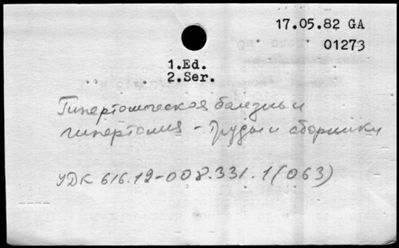 17.05.82 GA
01273
1.Ed.
2.Ser.
Гипертоническая болезнь и
гипертония - Труды и сборники
УДК 616.12-008.331.1(063)